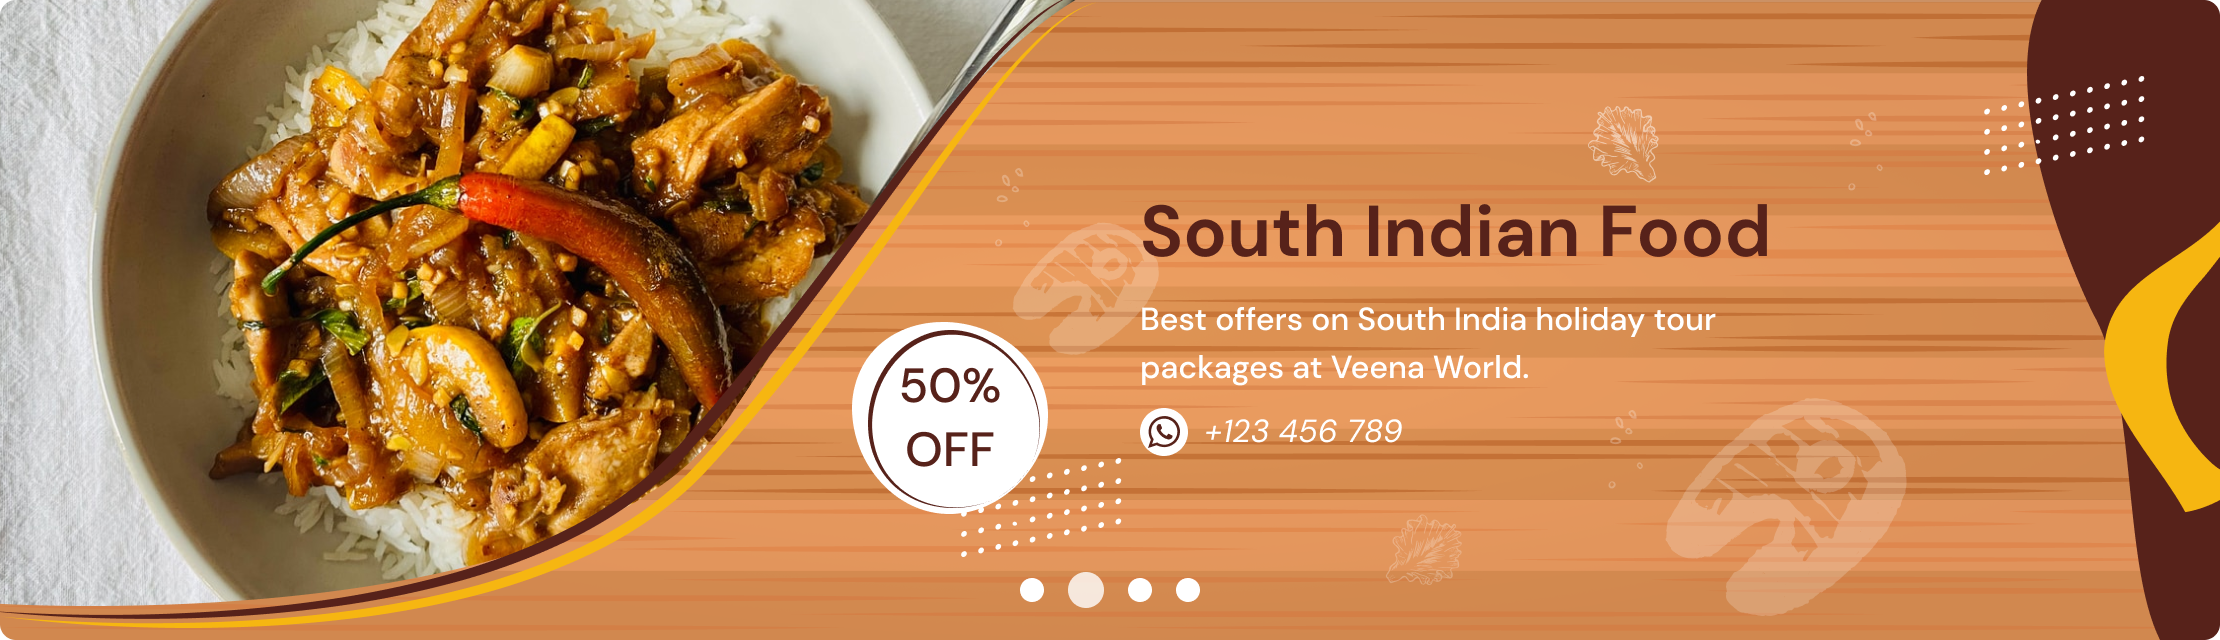 South Indian Food
Best offers on South India holiday tour
packages at Veena World.
+123 456 789
50%
OFF